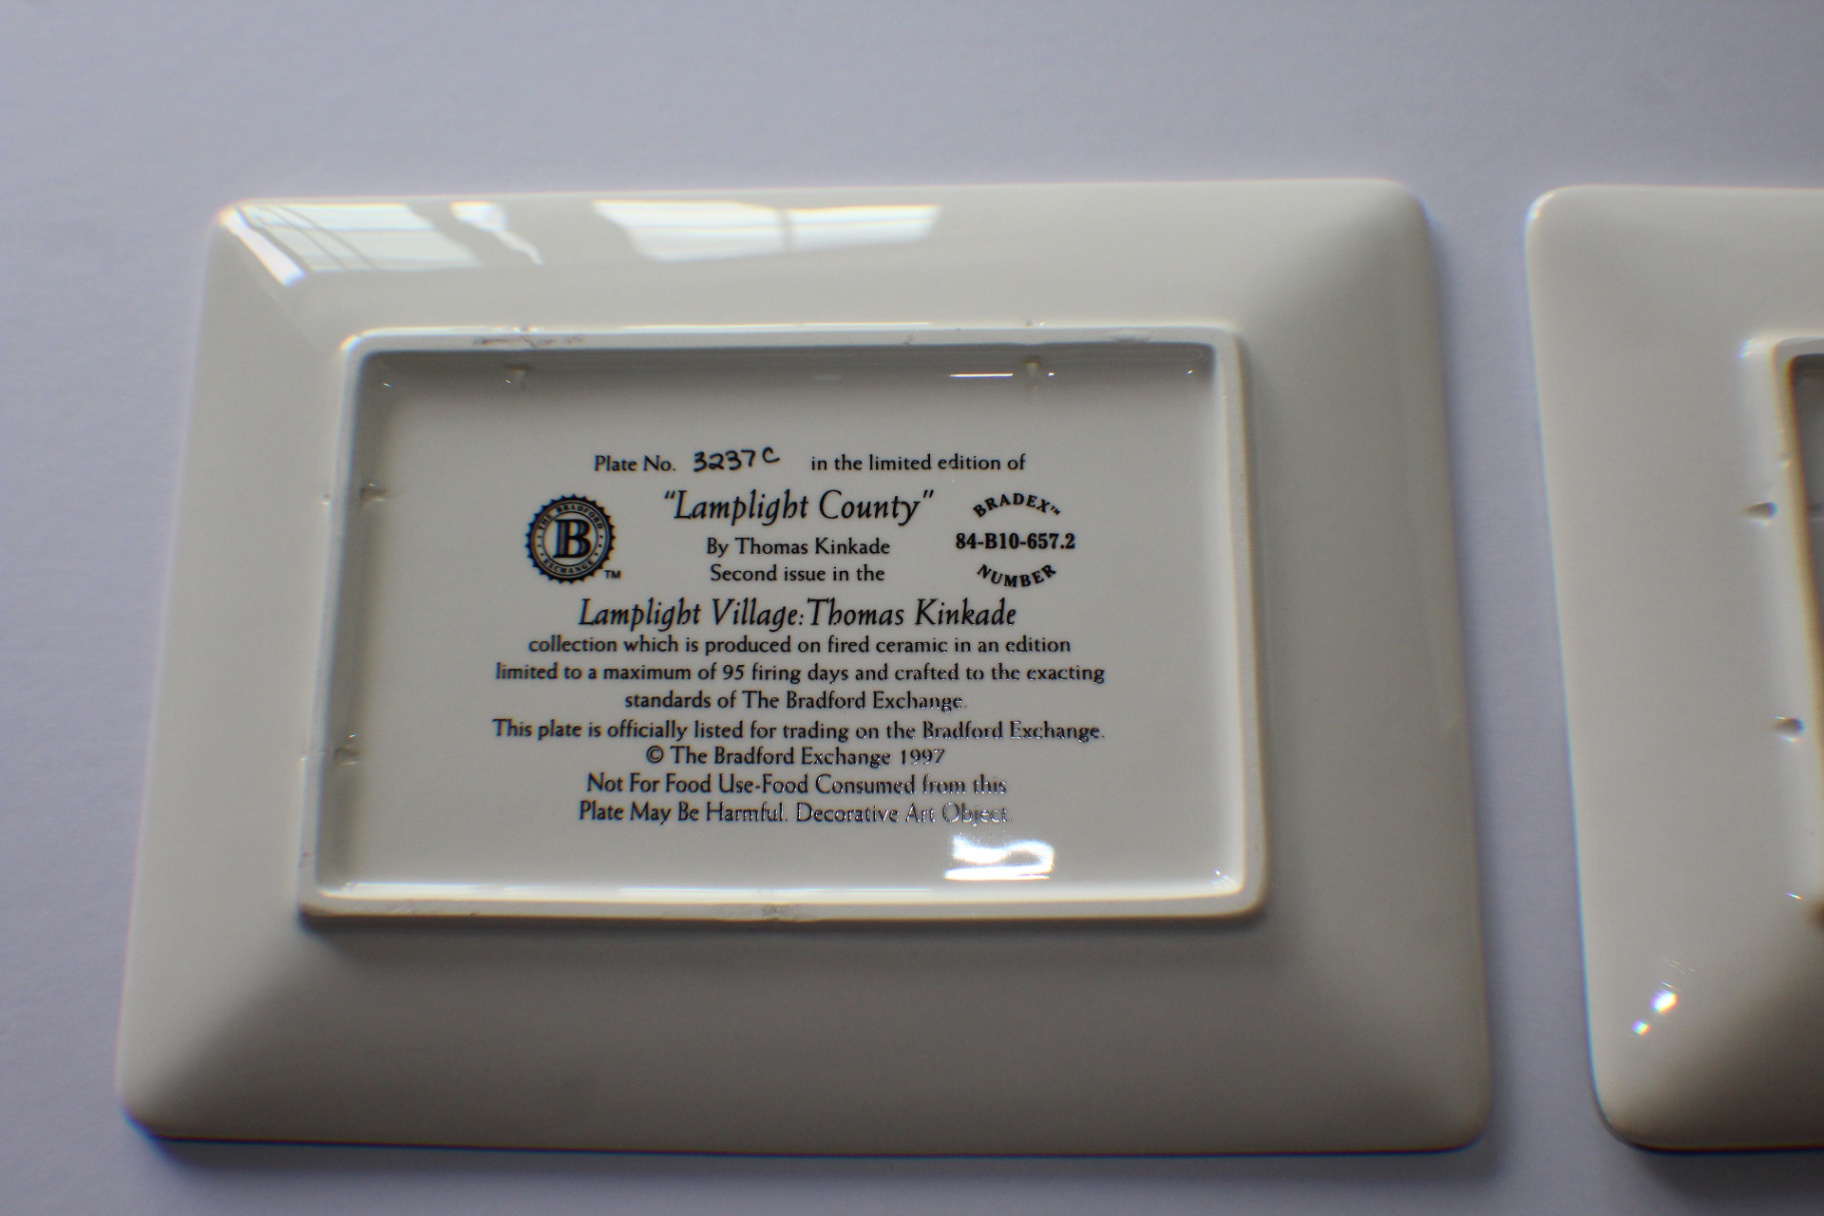 Plate No. 3237C in the limited edition of
"Lamplight County"
THE BRADFORD EXCHANGE
B
TM
BRADEX™
84-B10-657.2
NUMBER
By Thomas Kinkade
Second issue in the
Lamplight Village: Thomas Kinkade
collection which is produced on fired ceramic in an edition
limited to a maximum of 95 firing days and crafted to the exacting
standards of The Bradford Exchange.
This plate is officially listed for trading on the Bradford Exchange.
© The Bradford Exchange 1997
Not For Food Use-Food Consumed from this
Plate May Be Harmful. Decorative Art Object.